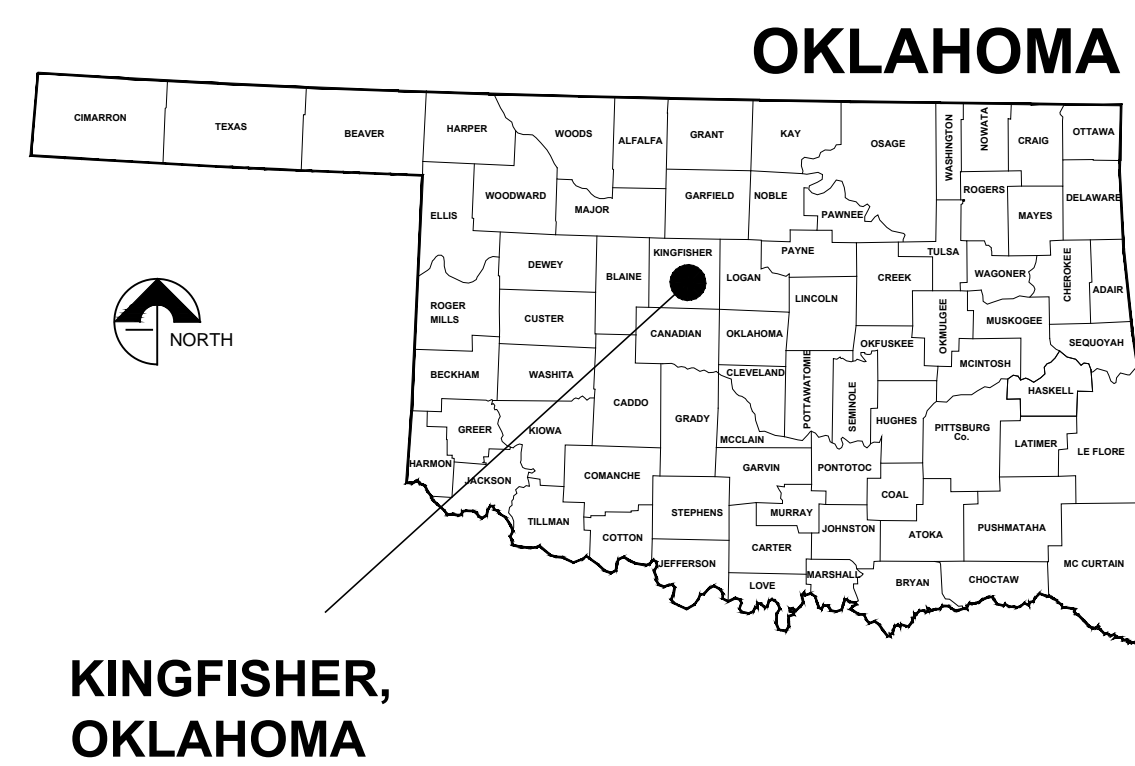 OKLAHOMA
CIMARRON
TEXAS
BEAVER
HARPER
WOODS
ALFALFA
GRANT
KAY
OSAGE
WASHINGTON
NOWATA
CRAIG
OTTAWA
ELLIS
WOODWARD
MAJOR
GARFIELD
NOBLE
PAWNEE
ROGERS
MAYES
DELAWARE
DEWEY
BLAINE
KINGFISHER
LOGAN
PAYNE
CREEK
TULSA
WAGONER
CHEROKEE
ADAIR
ROGER
MILLS
CUSTER
CANADIAN
OKLAHOMA
LINCOLN
OKFUSKEE
OKMULGEE
MUSKOGEE
SEQUOYAH
NORTH
BECKHAM
WASHITA
CADDO
GRADY
CLEVELAND
POTTAWATOMIE
SEMINOLE
HUGHES
MCINTOSH
HASKELL
GREER
KIOWA
MCCLAIN
PITTSBURG
Co.
LATIMER
LE FLORE
HARMON
JACKSON
COMANCHE
GARVIN
PONTOTOC
COAL
TILLMAN
COTTON
STEPHENS
MURRAY
JOHNSTON
ATOKA
PUSHMATAHA
JEFFERSON
CARTER
LOVE
MARSHALL
BRYAN
CHOCTAW
MC CURTAIN
KINGFISHER,
OKLAHOMA